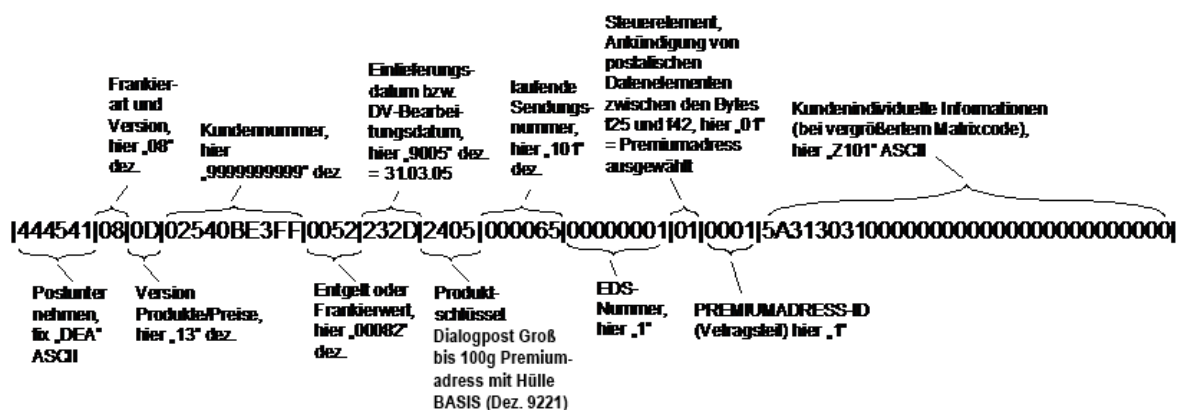 Frankier-
art und
Version,
hier „08"
dez.
Kundennummer,
hier
„9999999999" dez.
Einlieferungs-
datum bzw.
DV-Bearbei-
tungsdatum,
hier „9005" dez.
= 31.03.05
laufende
Sendungs-
nummer,
hier „101"
dez.
Steuerelement,
Ankündigung von
postalischen
Datenelementen
zwischen den Bytes
f25 und f42, hier „01"
= Premiumadress
ausgewählt
Kundenindividuelle Informationen
(bei vergrößertem Matrixcode),
hier „Z101" ASCII
|444541|08|0D|02540BE3FF|0052|232D|2405|000065|00000001|01|0001|5A313031000000000000000000000000|
Postunter
nehmen,
fix „DEA"
ASCII
Version
Produkte/Preise,
hier „13" dez.
Entgelt oder
Frankierwert,
hier „00082"
dez.
Produkt-
schlüssel
Dialogpost Groß
bis 100g Premium-
adress mit Hülle
BASIS (Dez. 9221)
EDS-
Nummer,
hier „1"
PREMIUMADRESS-ID
(Vetragsteil) hier „1"